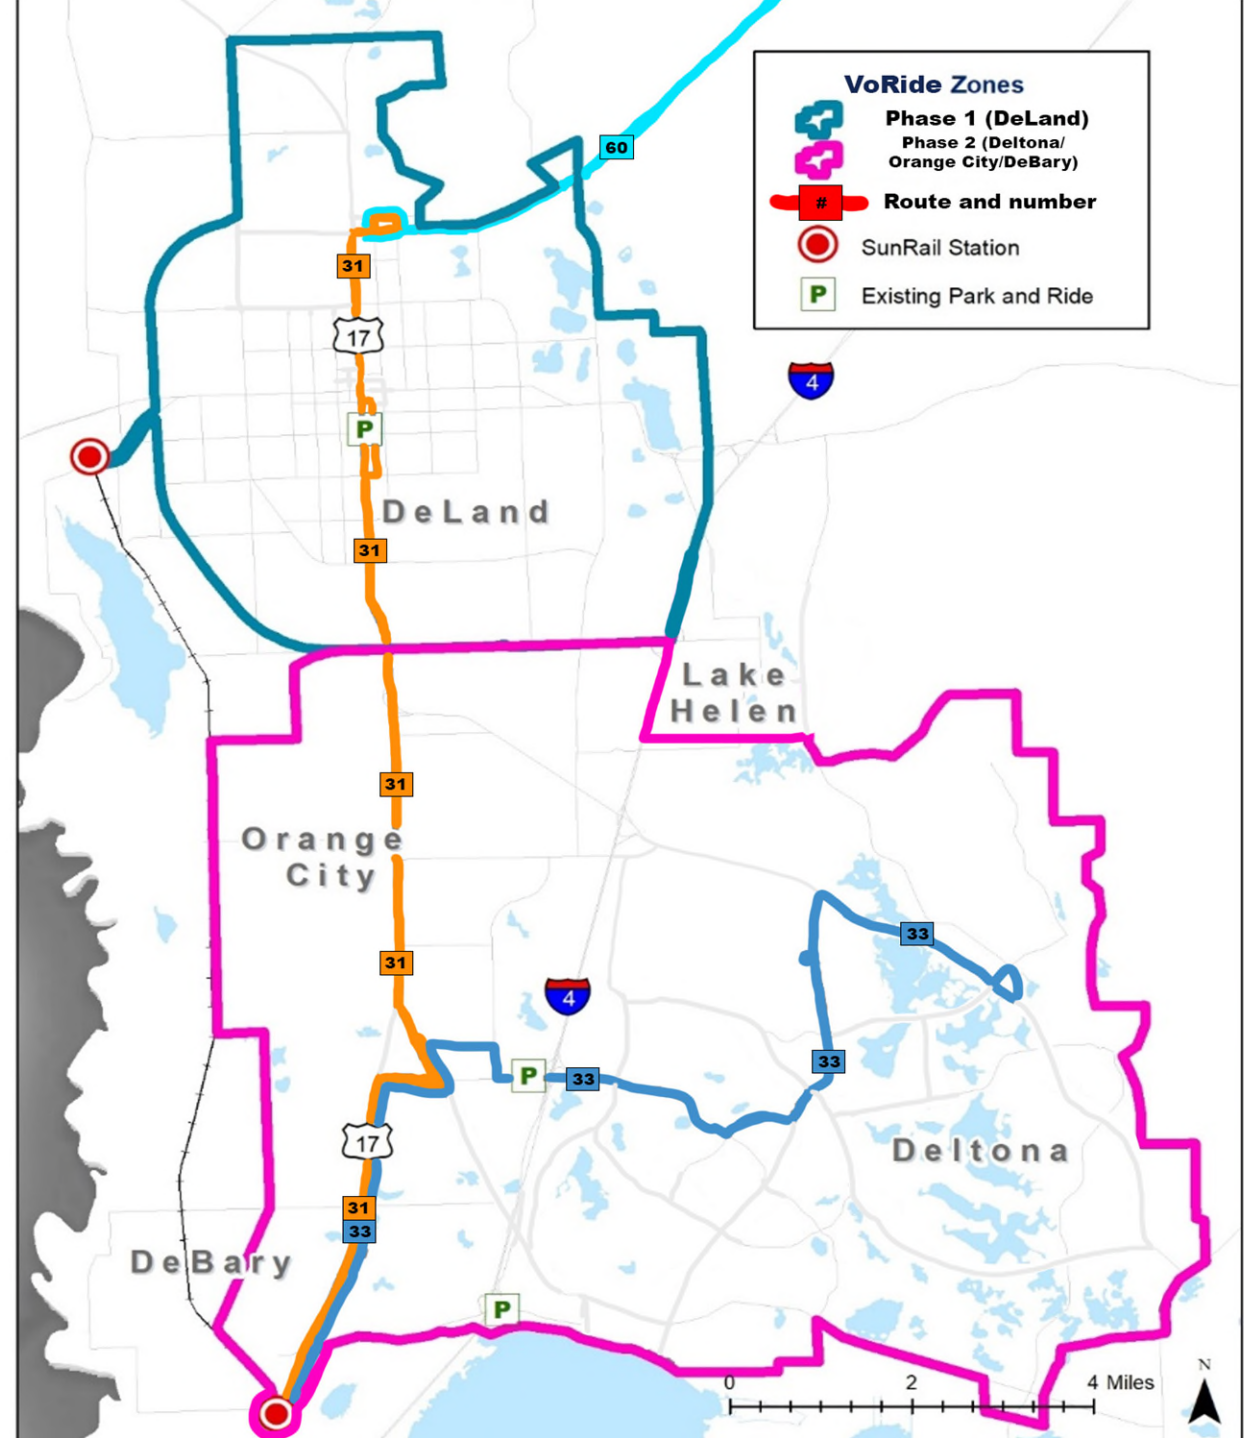 VoRide Zones
Phase 1 (DeLand)
Phase 2 (Deltona/
Orange City/DeBary)
# Route and number
SunRail Station
P Existing Park and Ride
60
31
17
4
P
DeLand
31
Lake
Helen
31
Orange
City
31
33
4
P
33
33
17
Deltona
31
33
DeBary
P
0 2 4 Miles
N